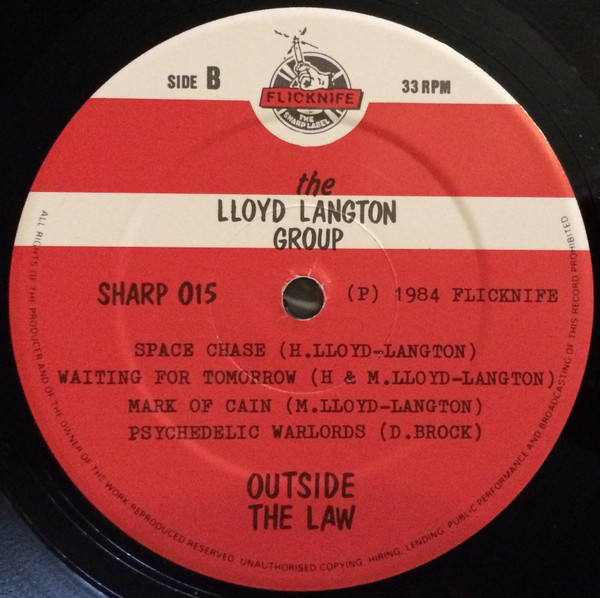 SIDE B
33 RPM
FLICKNIFE
THE
SHARP LABEL
the
LLOYD LANGTON
GROUP
SHARP 015
(P) 1984 FLICKNIFE
SPACE CHASE (H.LLOYD-LANGTON)
WAITING FOR TOMORROW (H & M.LLOYD-LANGTON)
MARK OF CAIN (M.LLOYD-LANGTON)
PSYCHEDELIC WARLORDS (D.BROCK)
OUTSIDE
THE LAW
ALL RIGHTS OF THE PRODUCER AND OF THE OWNER OF THE WORK REPRODUCED RESERVED. UNAUTHORISED COPYING, HIRING, LENDING, PUBLIC PERFORMANCE AND BROADCASTING OF THIS RECORD PROHIBITED